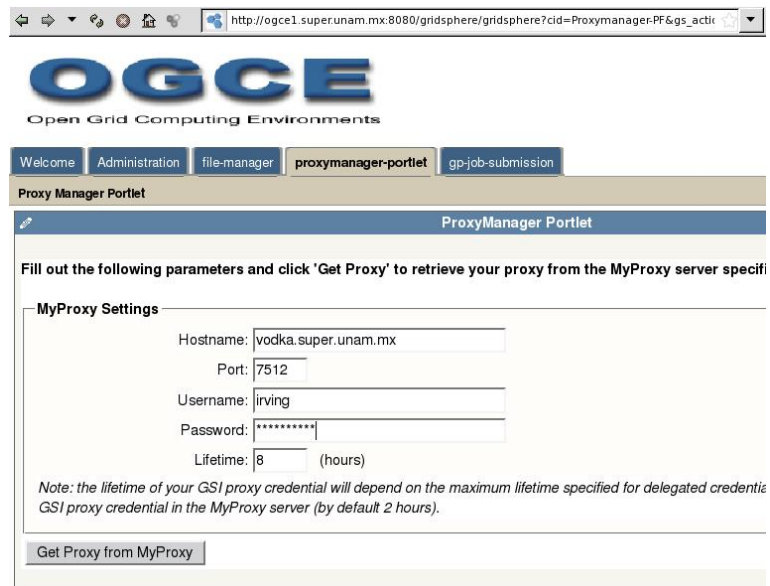 http://ogce1.super.unam.mx:8080/gridsphere/gridsphere?cid=Proxymanager-PF&gs_actic
OGCE
Open Grid Computing Environments
Welcome Administration file-manager proxymanager-portlet gp-job-submission
Proxy Manager Portlet
ProxyManager Portlet
Fill out the following parameters and click 'Get Proxy' to retrieve your proxy from the MyProxy server specifi
MyProxy Settings
Hostname: vodka.super.unam.mx
Port: 7512
Username: irving
Password: **********
Lifetime: 8 (hours)
Note: the lifetime of your GSI proxy credential will depend on the maximum lifetime specified for delegated credentia
GSI proxy credential in the MyProxy server (by default 2 hours).
Get Proxy from MyProxy